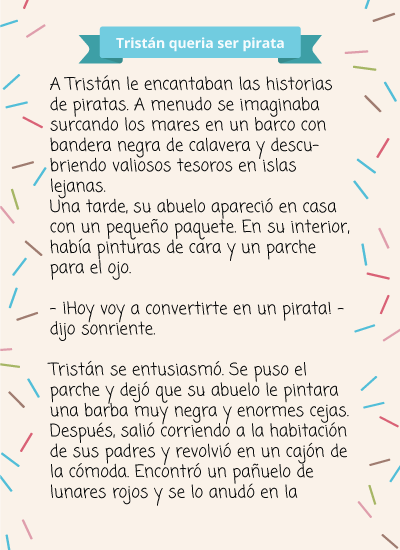 Tristán queria ser pirata
A Tristán le encantaban las historias
de piratas. A menudo se imaginaba
surcando los mares en un barco con
bandera negra de calavera y descu-
briendo valiosos tesoros en islas
lejanas.
Una tarde, su abuelo apareció en casa
con un pequeño paquete. En su interior,
había pinturas de cara y un parche
para el ojo.
- ¡Hoy voy a convertirte en un pirata! -
dijo sonriente.
Tristán se entusiasmó. Se puso el
parche y dejó que su abuelo le pintara
una barba muy negra y enormes cejas.
Después, salió corriendo a la habitación
de sus padres y revolvió en un cajón de
la cómoda. Encontró un pañuelo de
lunares rojos y se lo anudó en la